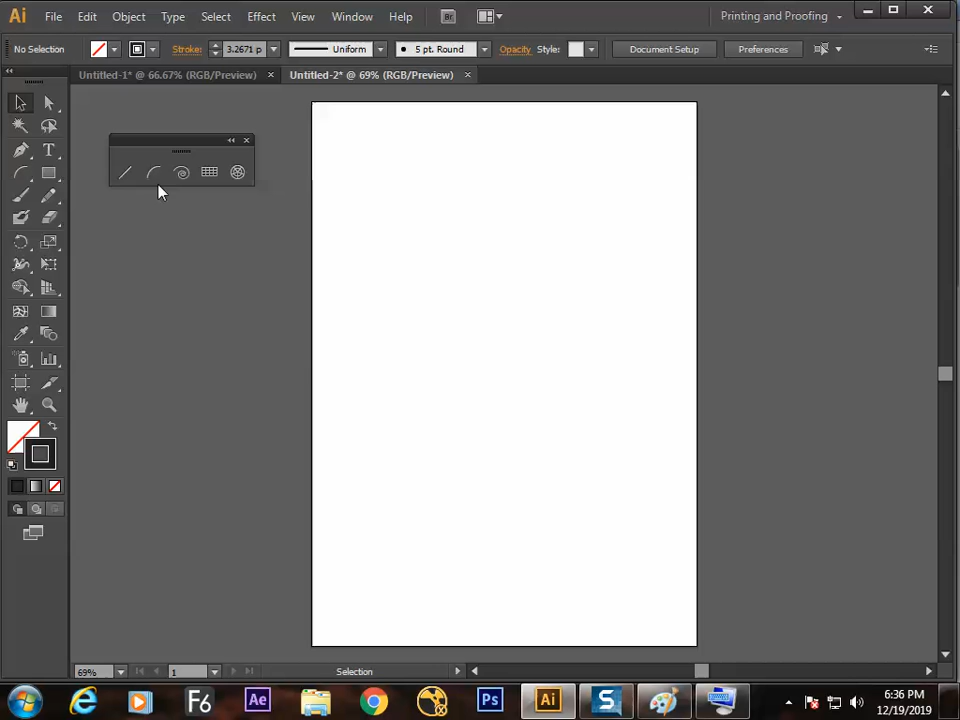 Ai File Edit Object Type Select Effect View Window Help Br Printing and Proofing
No Selection Stroke: 3.2671 p Uniform 5 pt. Round Opacity Style: Document Setup Preferences
Untitled-1* @ 66.67% (RGB/Preview) × Untitled-2* @ 69% (RGB/Preview) ×
T
69% 1 Selection
F6 Ae Ps Ai S
6:36 PM
12/19/2019